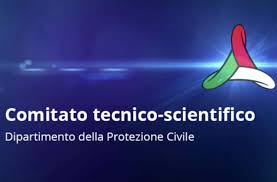 Comitato tecnico-scientifico
Dipartimento della Protezione Civile